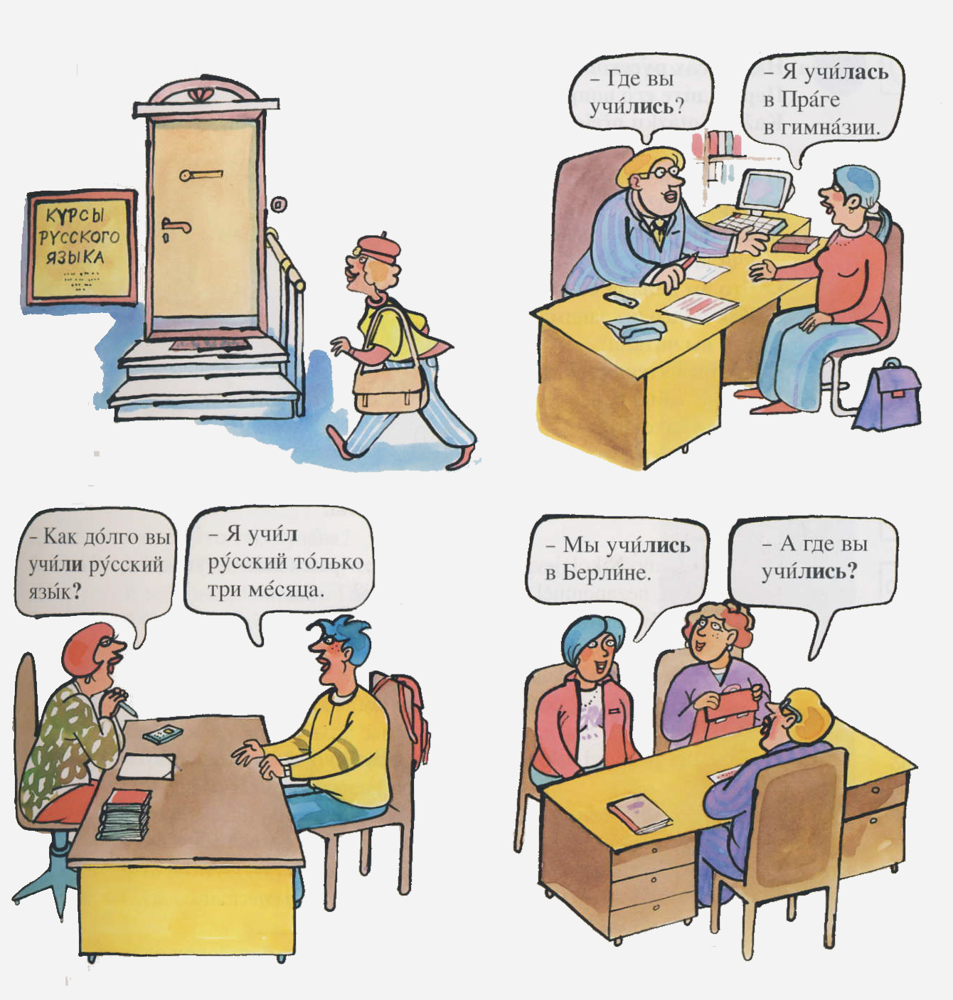 КУРСЫ
РУССКОГО
ЯЗЫКА
– Где вы
учи́лись?
– Я учи́лась
в Пра́ге
в гимна́зии.
– Как до́лго вы
учи́ли ру́сский
язы́к?
– Я учи́л
ру́сский то́лько
три ме́сяца.
– Мы учи́лись
в Берли́не.
– А где вы
учи́лись?